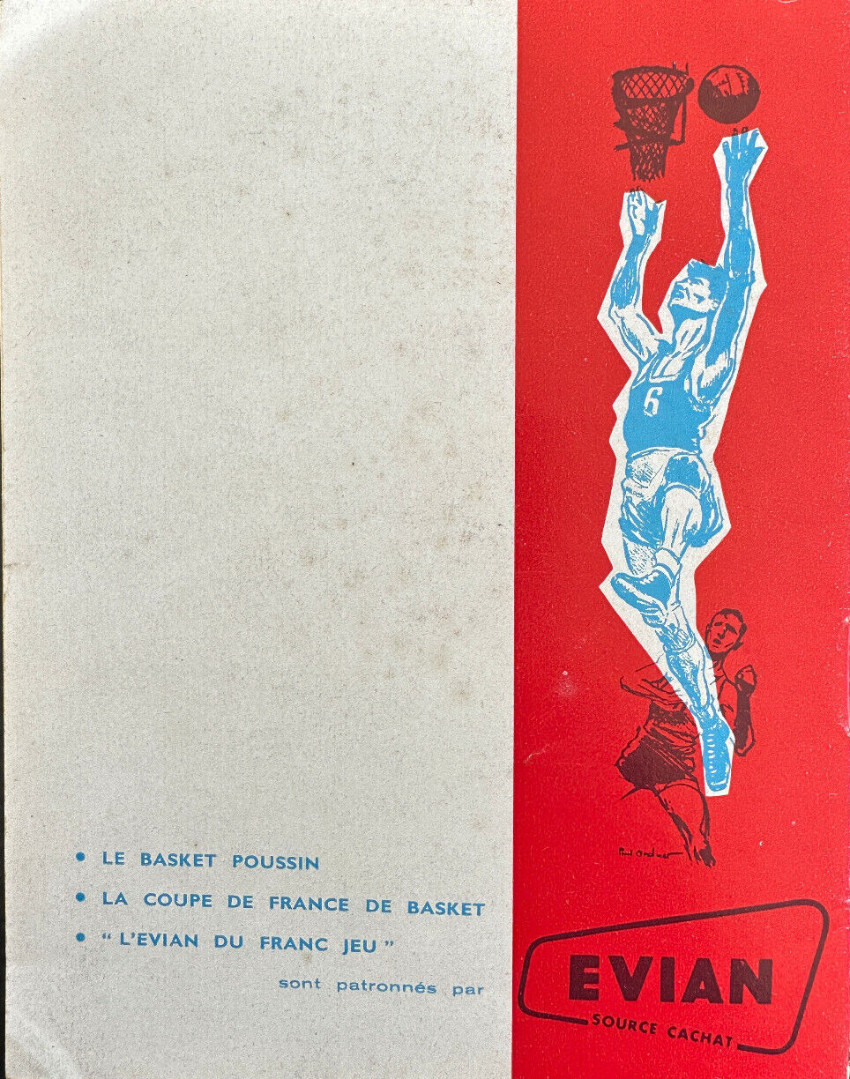 6
• LE BASKET POUSSIN
• LA COUPE DE FRANCE DE BASKET
• “ L’EVIAN DU FRANC JEU ”
sont patronnés par
EVIAN
SOURCE CACHAT